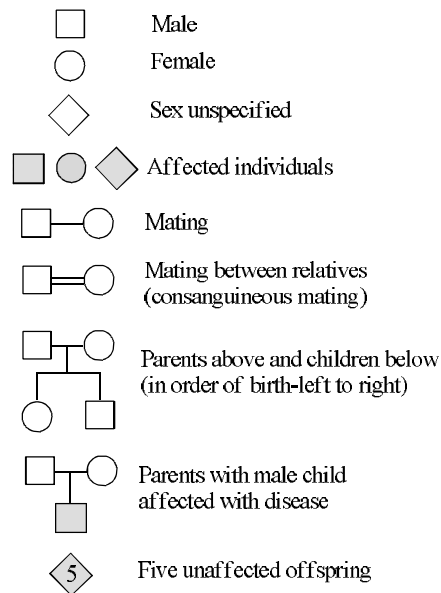 Male
Female
Sex unspecified
Affected individuals
Mating
Mating between relatives
(consanguineous mating)
Parents above and children below
(in order of birth-left to right)
Parents with male child
affected with disease
5 Five unaffected offspring